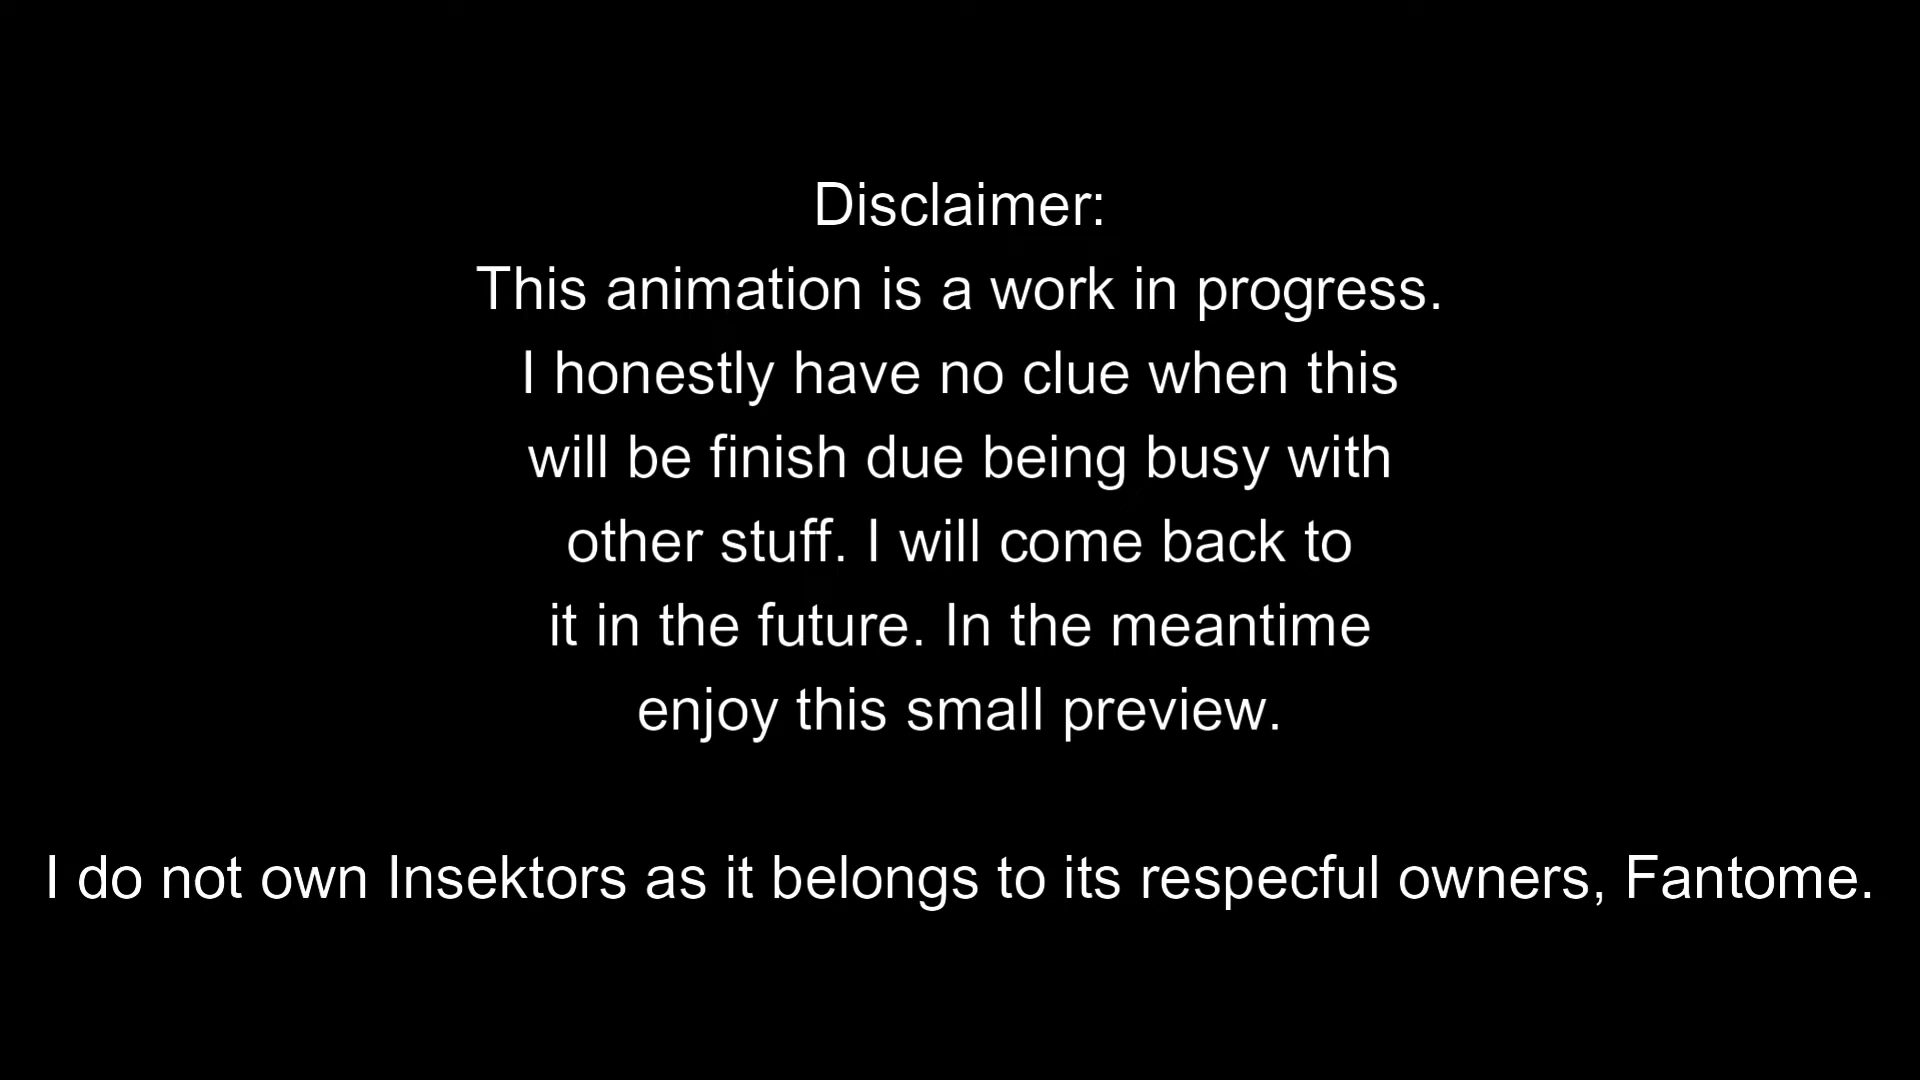 Disclaimer:
This animation is a work in progress.
I honestly have no clue when this
will be finish due being busy with
other stuff. I will come back to
it in the future. In the meantime
enjoy this small preview.
I do not own Insektors as it belongs to its respecful owners, Fantome.